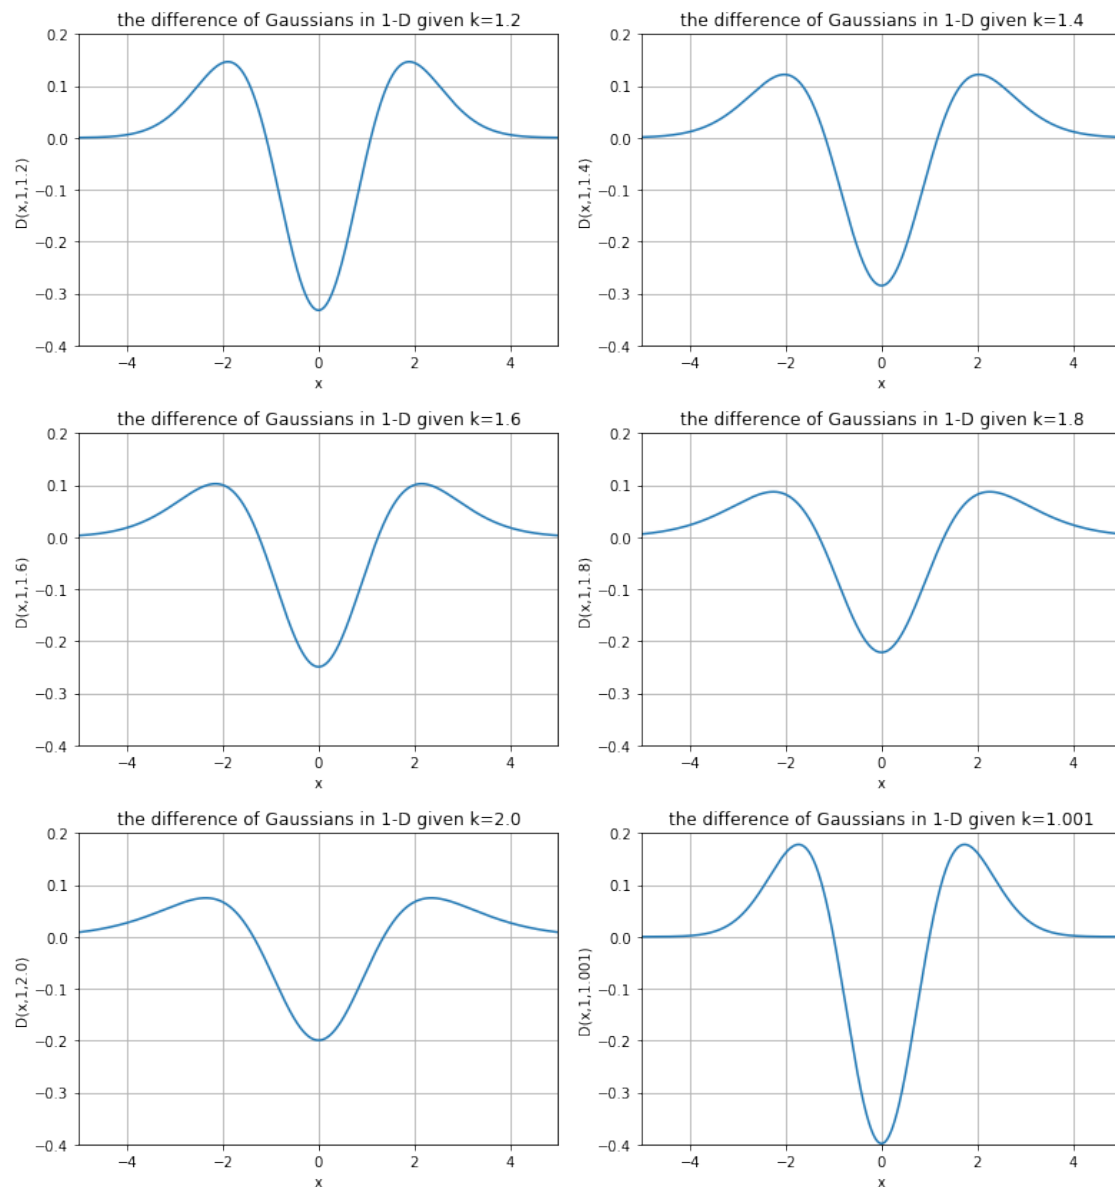 the difference of Gaussians in 1-D given k=1.2
0.2
0.1
0.0
−0.1
−0.2
−0.3
−0.4
D(x,1,1.2)
−4 −2 0 2 4
x
the difference of Gaussians in 1-D given k=1.4
0.2
0.1
0.0
−0.1
−0.2
−0.3
−0.4
D(x,1,1.4)
−4 −2 0 2 4
x
the difference of Gaussians in 1-D given k=1.6
0.2
0.1
0.0
−0.1
−0.2
−0.3
−0.4
D(x,1,1.6)
−4 −2 0 2 4
x
the difference of Gaussians in 1-D given k=1.8
0.2
0.1
0.0
−0.1
−0.2
−0.3
−0.4
D(x,1,1.8)
−4 −2 0 2 4
x
the difference of Gaussians in 1-D given k=2.0
0.2
0.1
0.0
−0.1
−0.2
−0.3
−0.4
D(x,1,2.0)
−4 −2 0 2 4
x
the difference of Gaussians in 1-D given k=1.001
0.2
0.1
0.0
−0.1
−0.2
−0.3
−0.4
D(x,1,1.001)
−4 −2 0 2 4
x